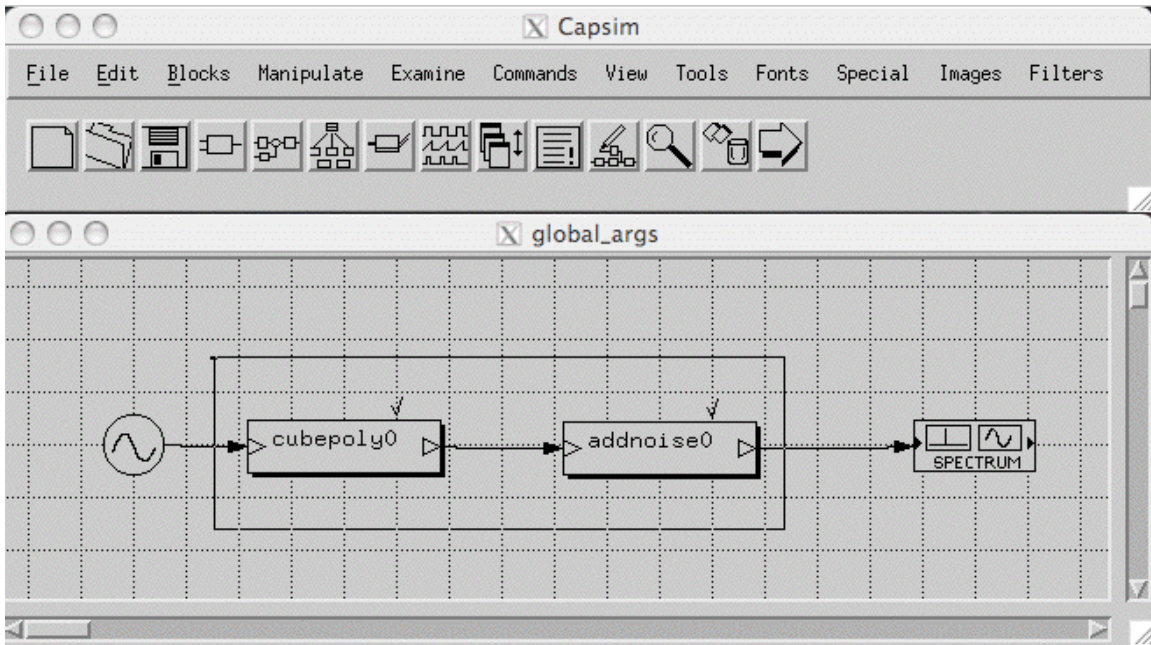 Capsim
File Edit Blocks Manipulate Examine Commands View Tools Fonts Special Images Filters
global_args
cubepoly0
addnoise0
SPECTRUM